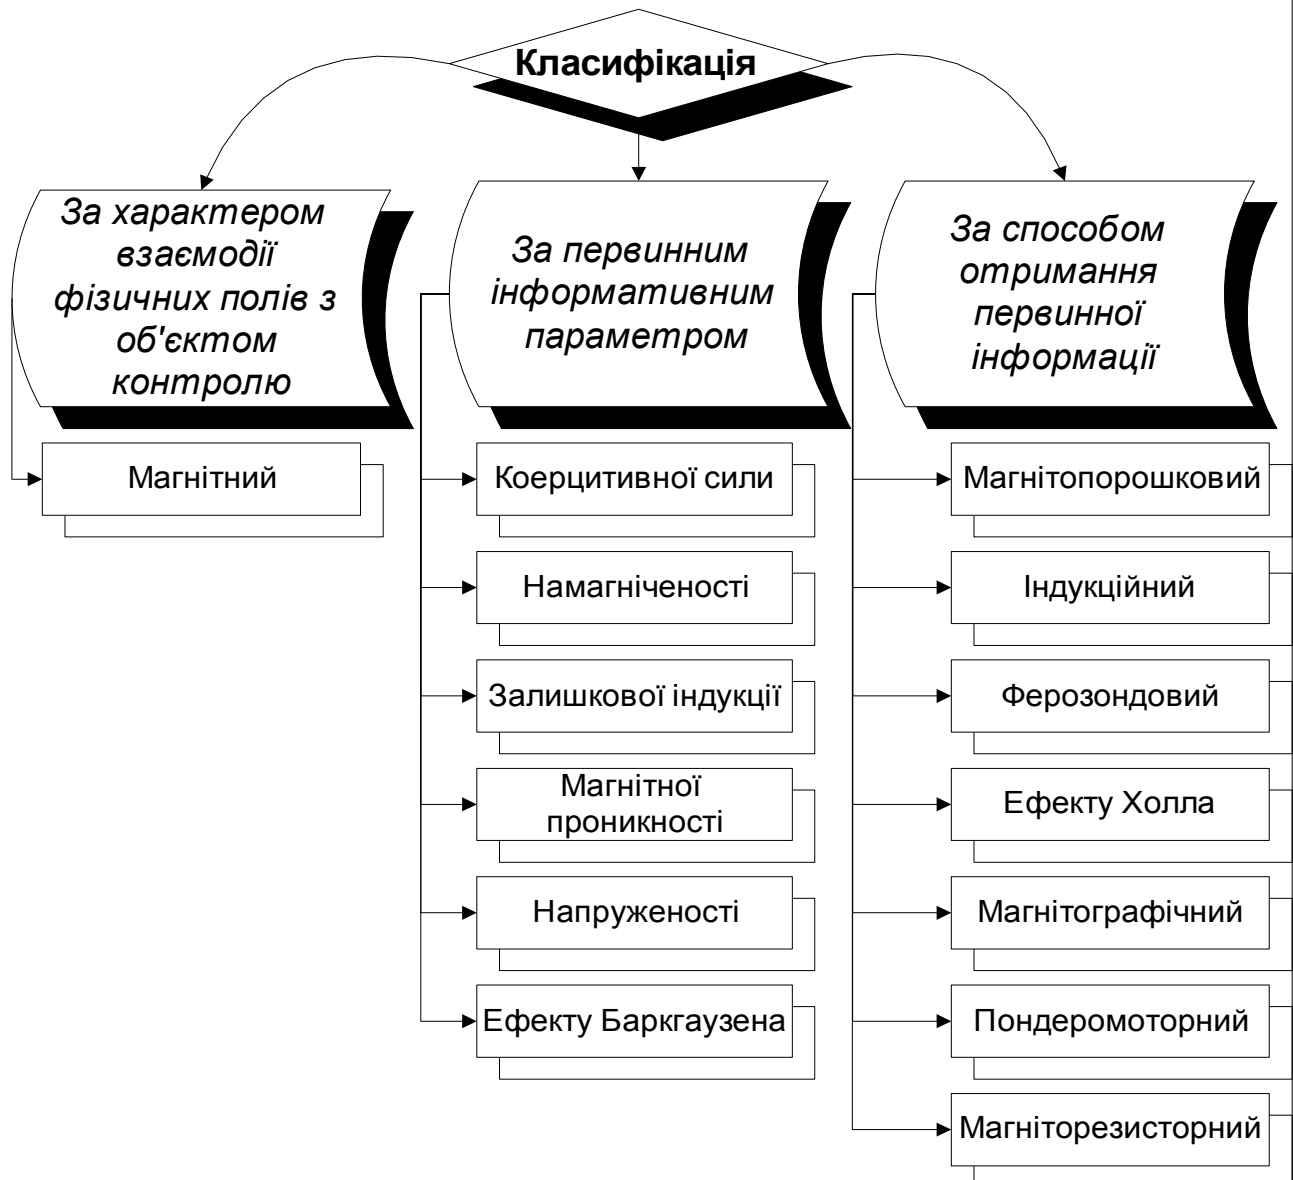 Класифікація
За характером
взаємодії
фізичних полів з
об'єктом
контролю
За первинним
інформативним
параметром
За способом
отримання
первинної
інформації
Магнітний
Коерцитивної сили
Намагніченості
Залишкової індукції
Магнітної
проникності
Напруженості
Ефекту Баркгаузена
Магнітопорошковий
Індукційний
Ферозондовий
Ефекту Холла
Магнітографічний
Пондеромоторний
Магніторезисторний